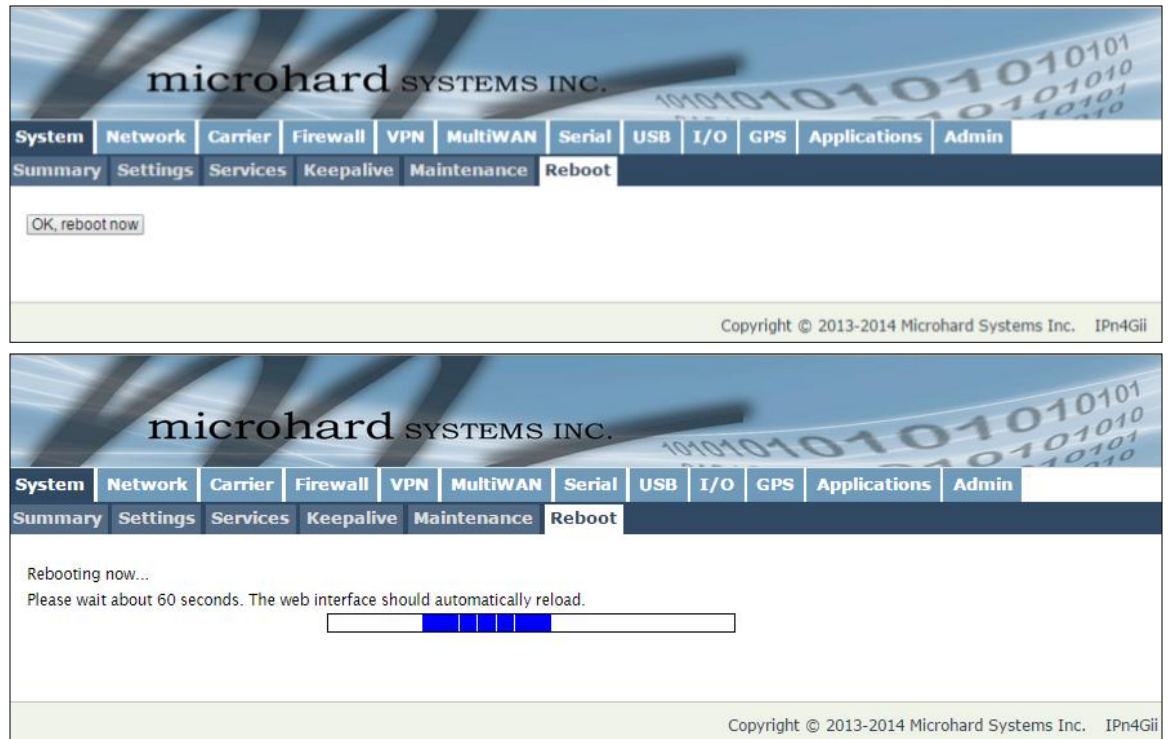 microhard SYSTEMS INC.
System Network Carrier Firewall VPN MultiWAN Serial USB I/O GPS Applications Admin
Summary Settings Services Keepalive Maintenance Reboot
OK, reboot now
Copyright © 2013-2014 Microhard Systems Inc. IPn4Gii
microhard SYSTEMS INC.
System Network Carrier Firewall VPN MultiWAN Serial USB I/O GPS Applications Admin
Summary Settings Services Keepalive Maintenance Reboot
Rebooting now...
Please wait about 60 seconds. The web interface should automatically reload.
Copyright © 2013-2014 Microhard Systems Inc. IPn4Gii